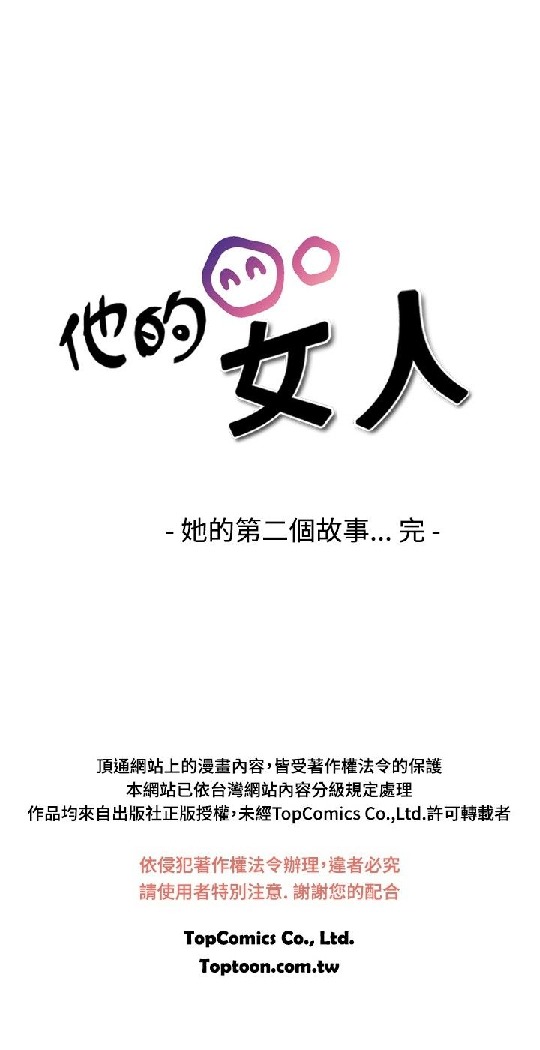 他的女人
- 她的第二個故事... 完 -
頂通網站上的漫畫內容，皆受著作權法令的保護
本網站已依台灣網站內容分級規定處理
作品均來自出版社正版授權，未經TopComics Co.,Ltd.許可轉載者
依侵犯著作權法令辦理，違者必究
請使用者特別注意. 謝謝您的配合
TopComics Co., Ltd.
Toptoon.com.tw